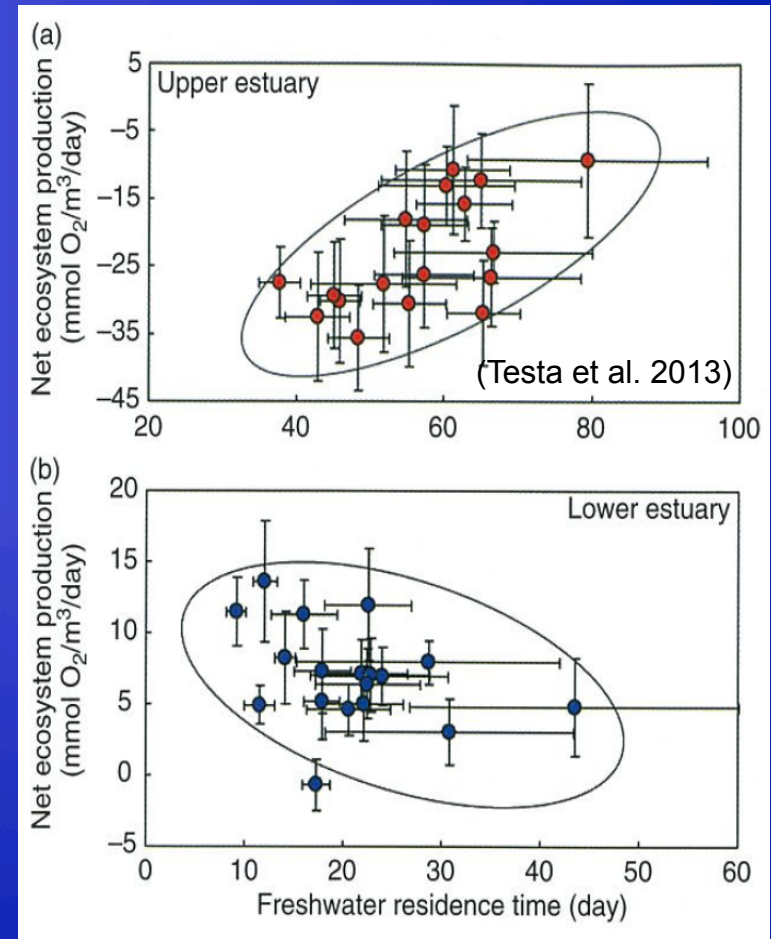 (a)
Net ecosystem production
(mmol O₂/m³/day)
5
–5
–15
–25
–35
–45
Upper estuary
(Testa et al. 2013)
20 40 60 80 100
(b)
Net ecosystem production
(mmol O₂/m³/day)
20
15
10
5
0
–5
Lower estuary
0 10 20 30 40 50 60
Freshwater residence time (day)